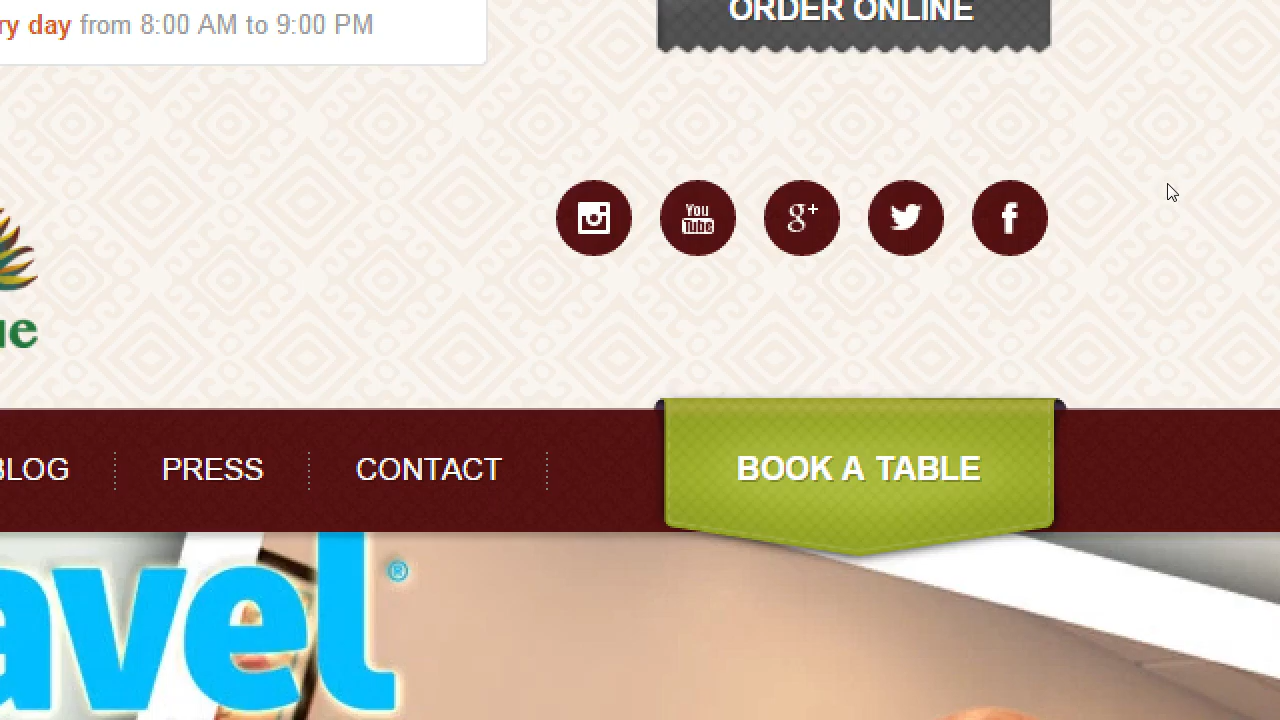 ry day from 8:00 AM to 9:00 PM
ORDER ONLINE
You
Tube
g+
f
ue
BLOG
PRESS
CONTACT
BOOK A TABLE
avel®